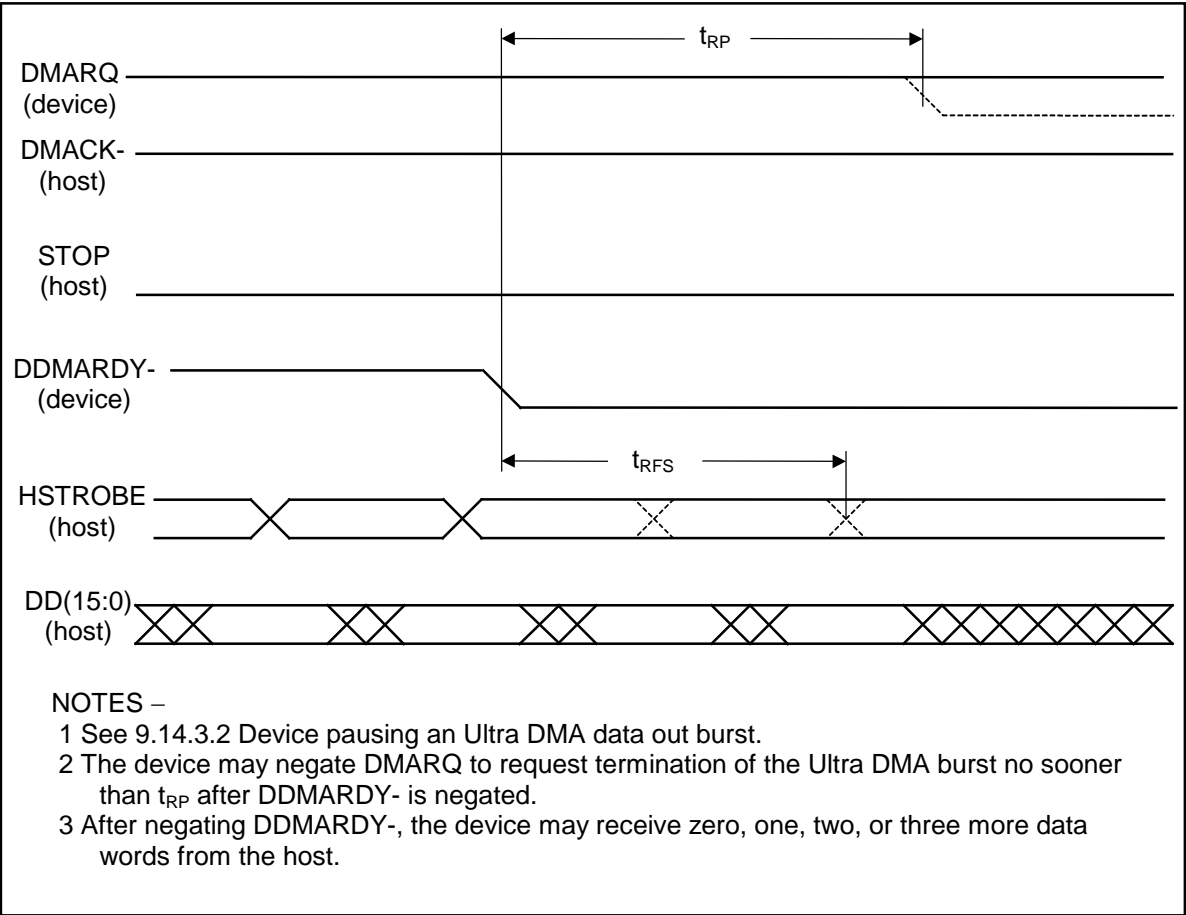 tRP
DMARQ
(device)
DMACK-
(host)
STOP
(host)
DDMARDY-
(device)
tRFS
HSTROBE
(host)
DD(15:0)
(host)
NOTES –
1 See 9.14.3.2 Device pausing an Ultra DMA data out burst.
2 The device may negate DMARQ to request termination of the Ultra DMA burst no sooner
than tRP after DDMARDY- is negated.
3 After negating DDMARDY-, the device may receive zero, one, two, or three more data
words from the host.